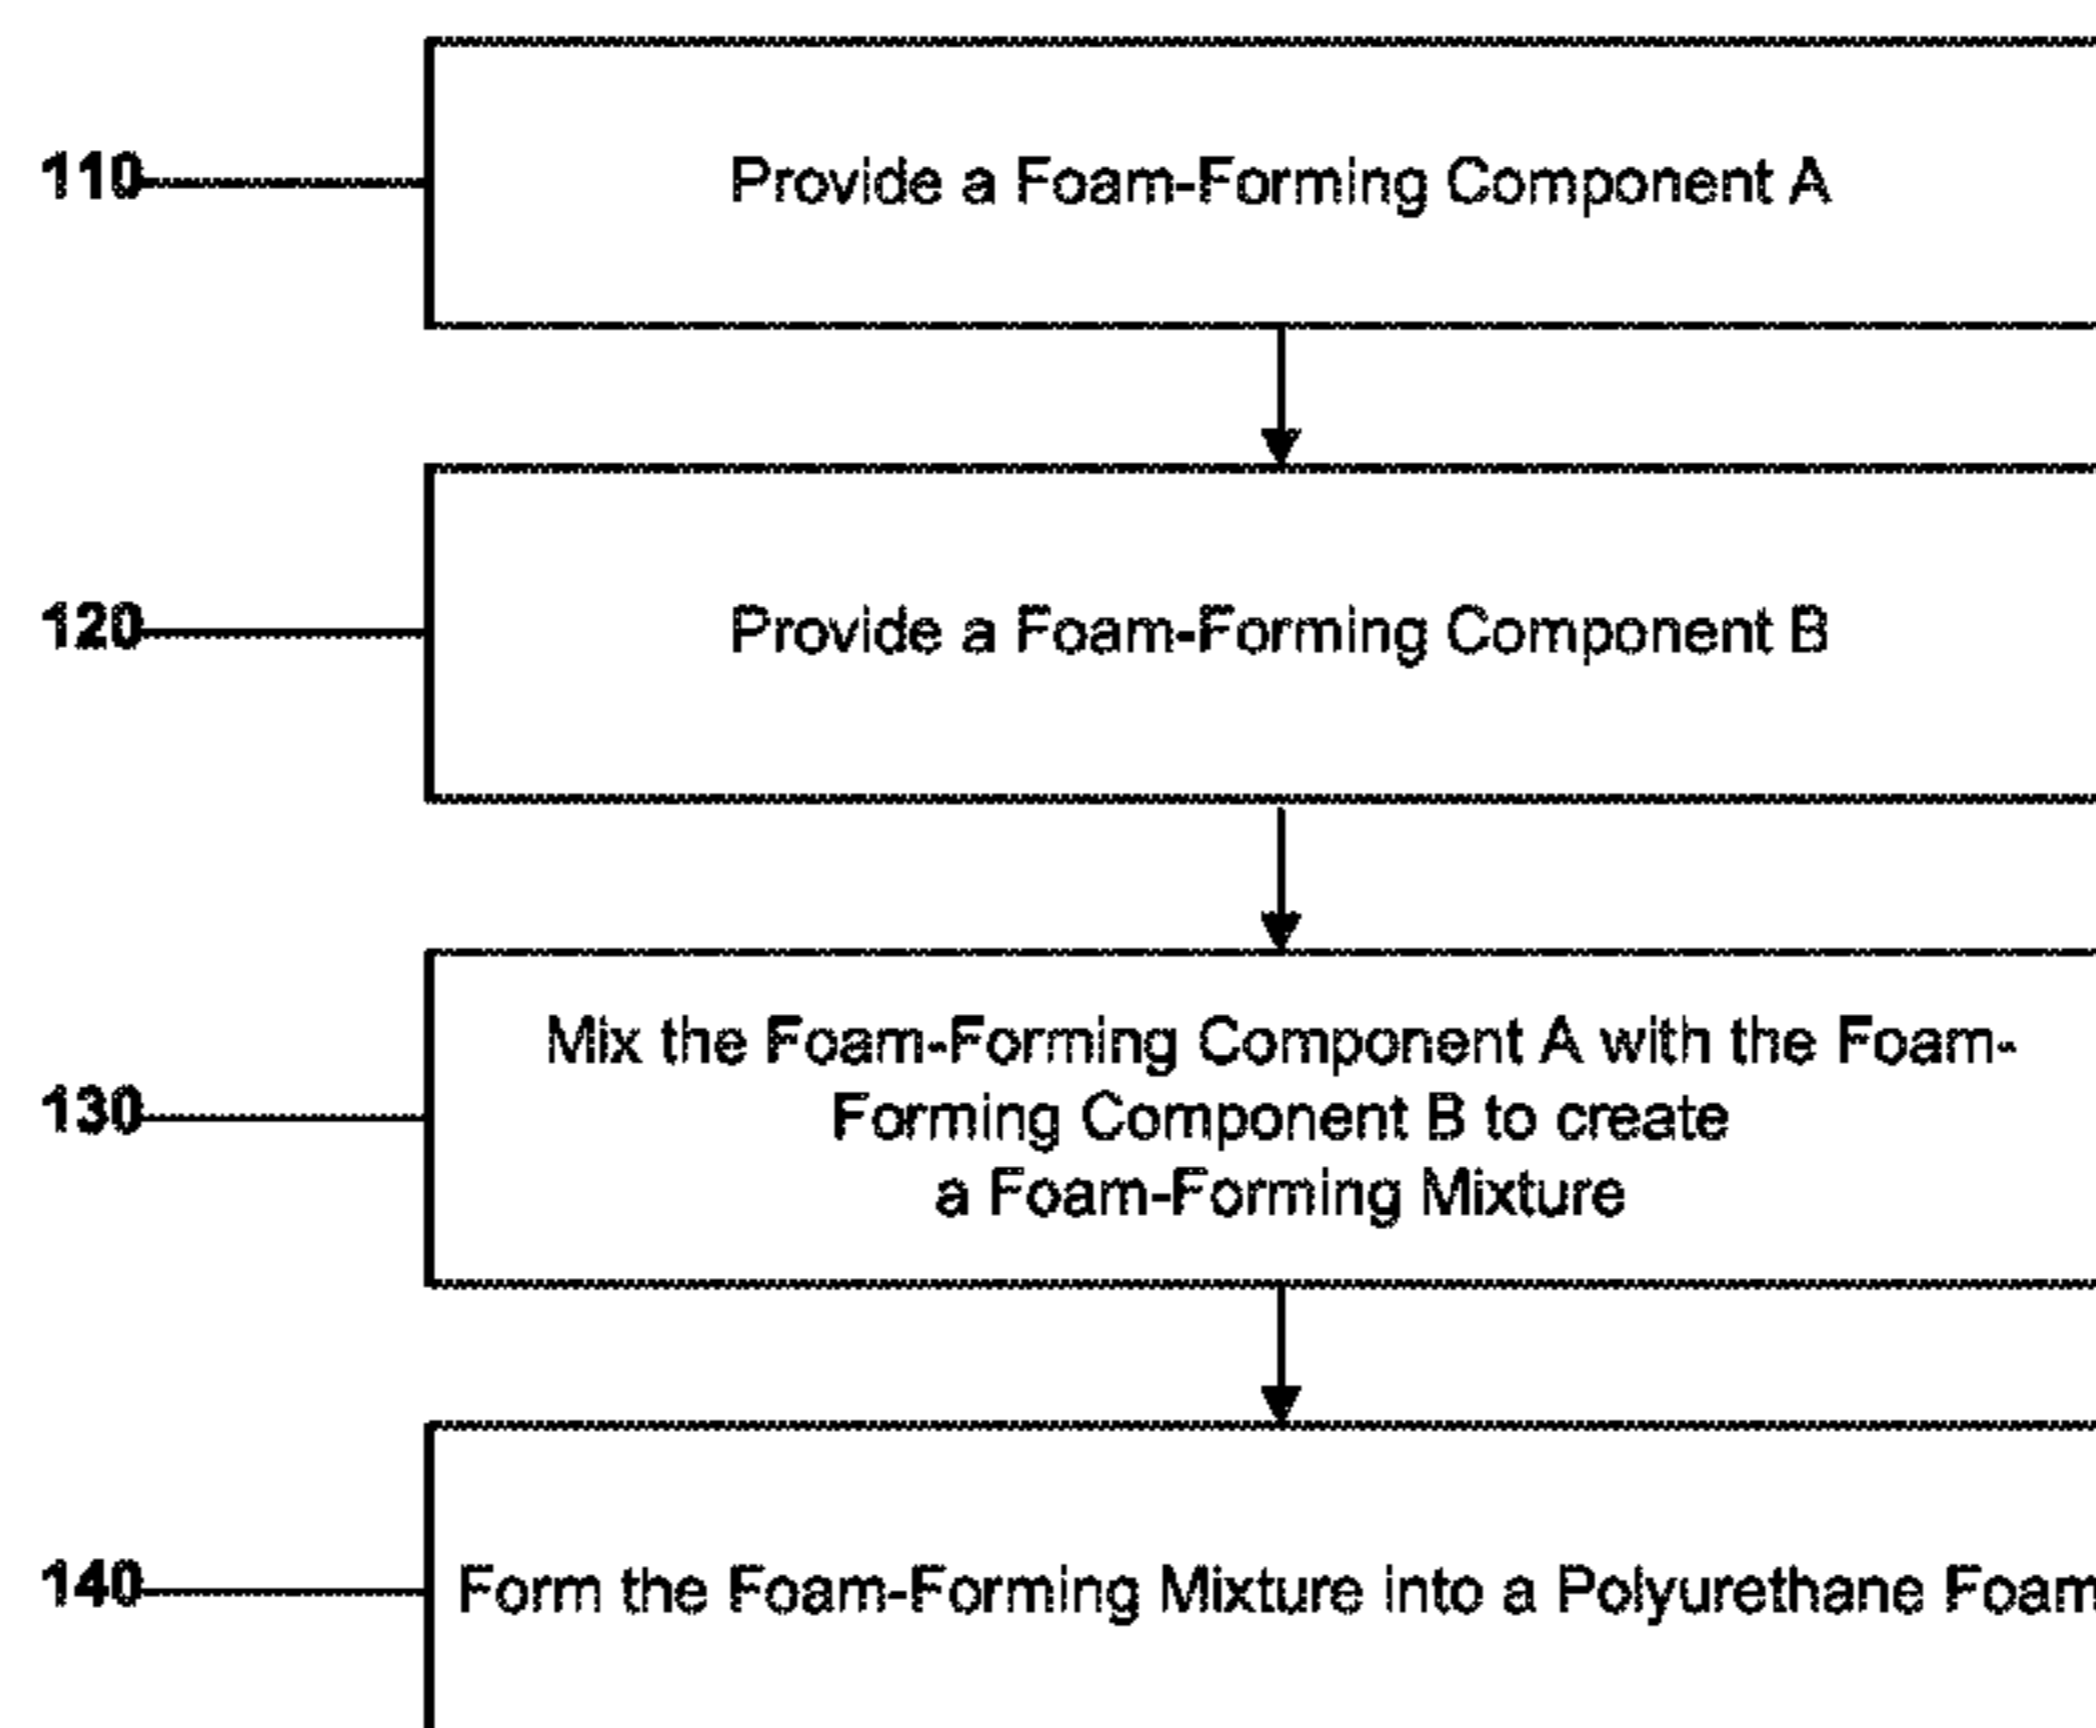 110 Provide a Foam-Forming Component A
120 Provide a Foam-Forming Component B
Mix the Foam-Forming Component A with the Foam-
130 Forming Component B to create
a Foam-Forming Mixture
140 Form the Foam-Forming Mixture into a Polyurethane Foam